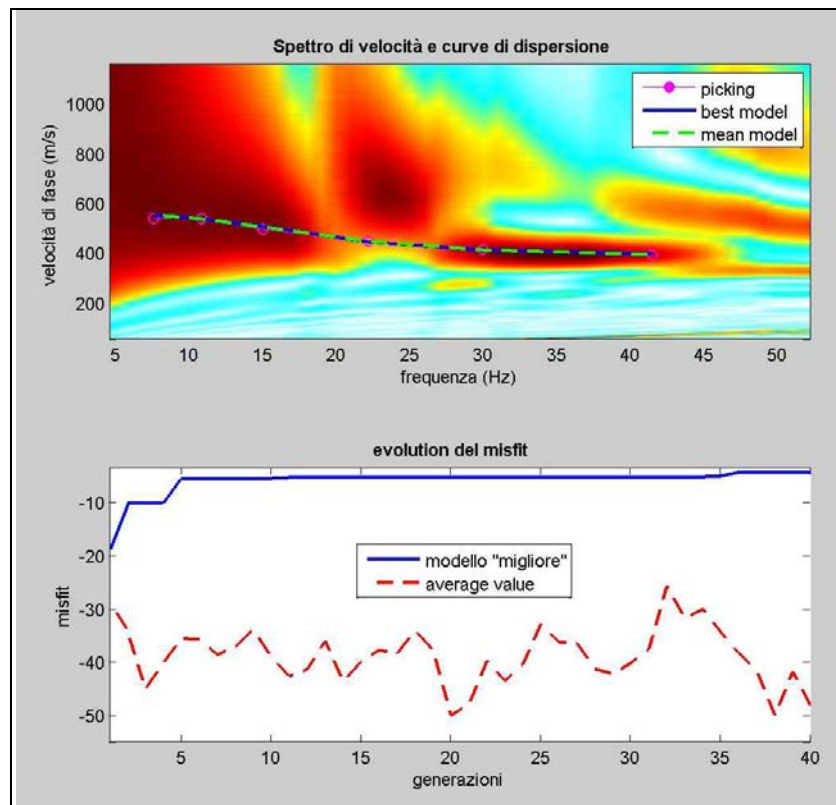 Spettro di velocità e curve di dispersione
1000
800
600
400
200
velocità di fase (m/s)
picking
best model
mean model
5 10 15 20 25 30 35 40 45 50
frequenza (Hz)
evolution del misfit
-10
-20
-30
-40
-50
misfit
modello "migliore"
average value
5 10 15 20 25 30 35 40
generazioni